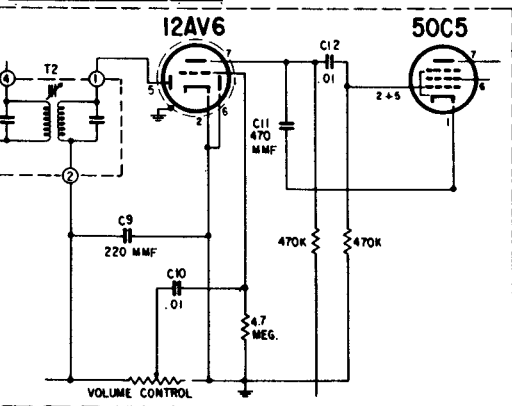 12AV6
50C5
T2
4
1
7
C12
.01
7
5
6
2
2+5
6
1
C11
470
MMF
2
C9
220 MMF
470K
470K
C10
.01
4.7
MEG.
VOLUME CONTROL